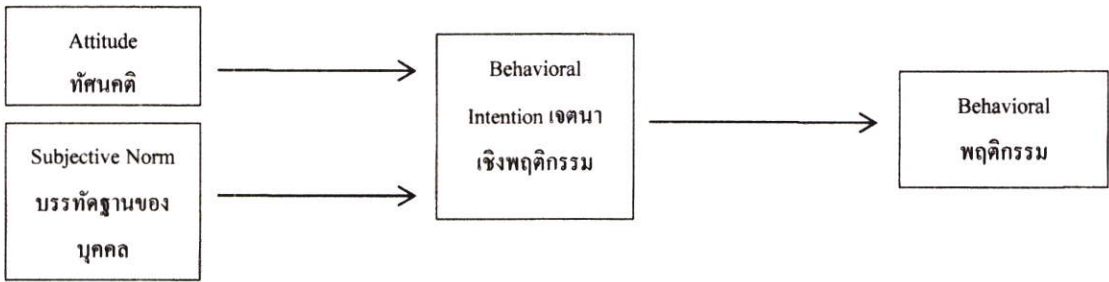 Attitude
ทัศนคติ
Subjective Norm
บรรทัดฐานของ
บุคคล
Behavioral
Intention เจตนา
เชิงพฤติกรรม
Behavioral
พฤติกรรม